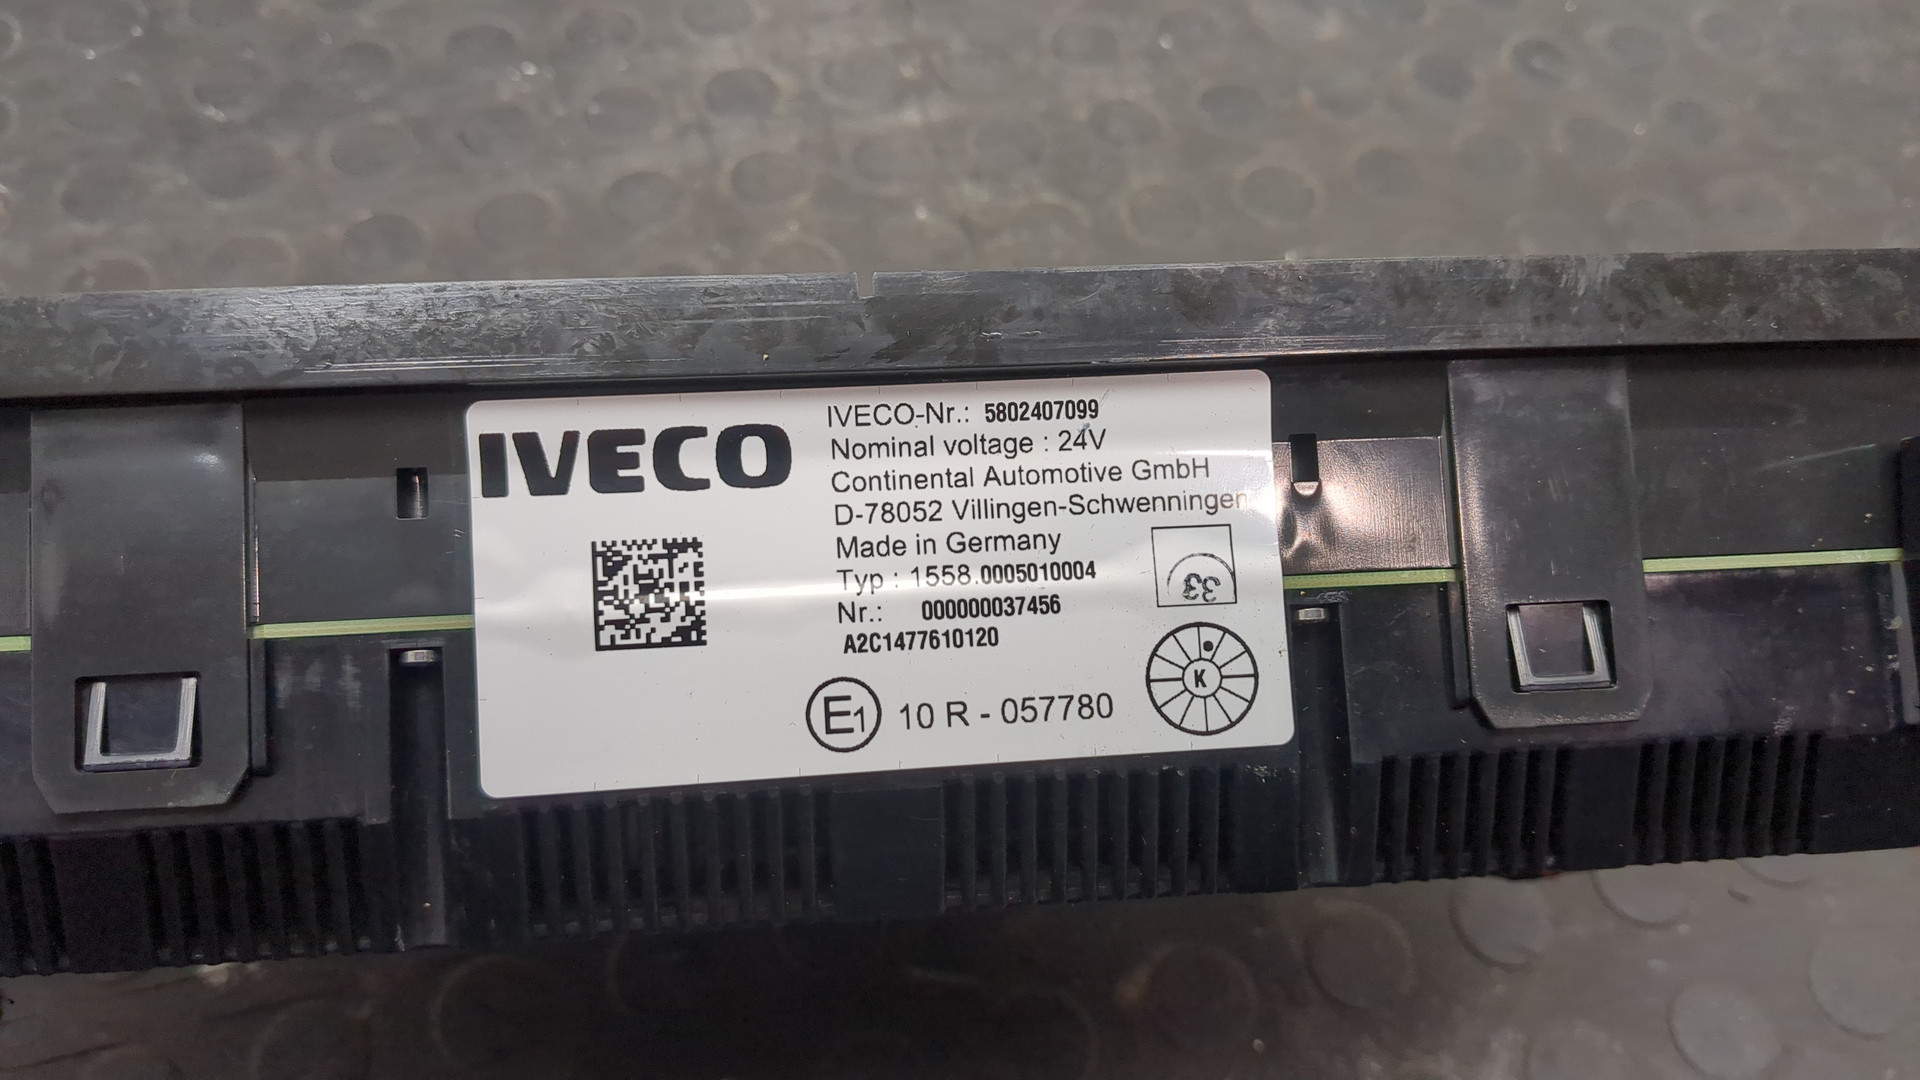 IVECO
IVECO-Nr.: 5802407099
Nominal voltage : 24V
Continental Automotive GmbH
D-78052 Villingen-Schwenningen
Made in Germany
Typ : 1558.0005010004
Nr.: 000000037456
A2C1477610120
33
K
E1 10 R - 057780